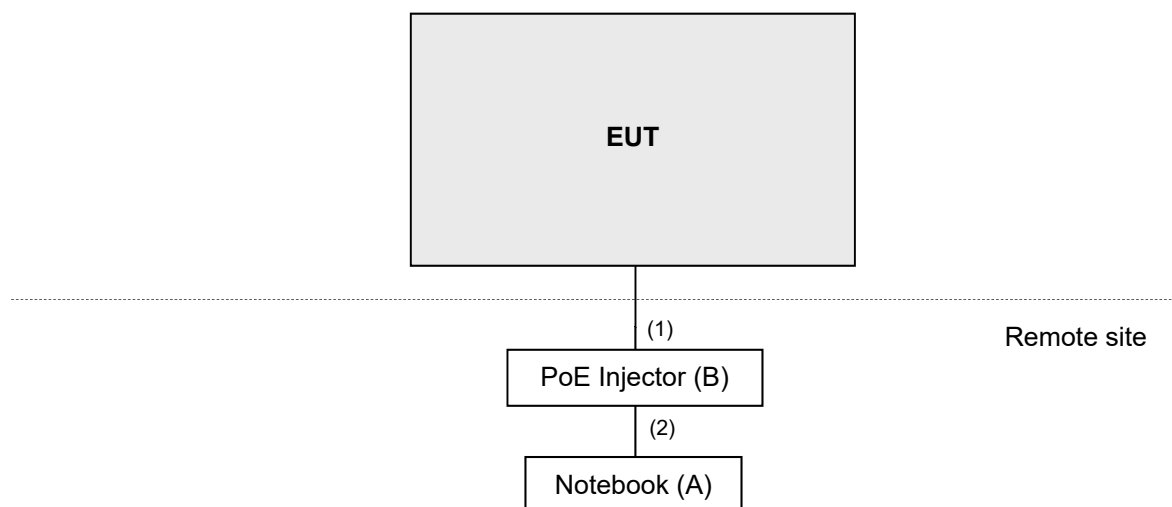 EUT
(1)
Remote site
PoE Injector (B)
(2)
Notebook (A)